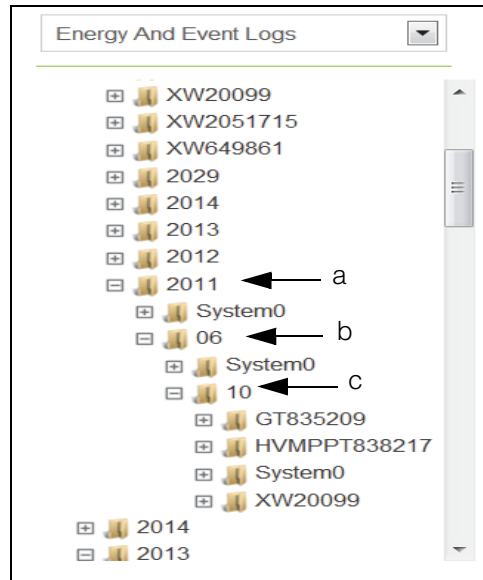 Energy And Event Logs
XW20099
XW2051715
XW649861
2029
2014
2013
2012
2011 a
System0
06 b
System0
10 c
GT835209
HVMPPT838217
System0
XW20099
2014
2013